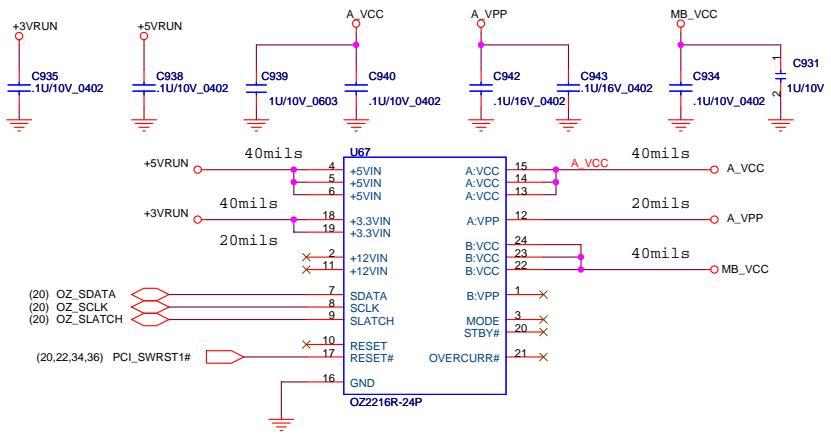 +3VRUN
+5VRUN
A_VCC
A_VPP
MB_VCC
C935
.1U/10V_0402
C938
.1U/10V_0402
C939
1U/10V_0603
C940
.1U/10V_0402
C942
.1U/16V_0402
C943
.1U/16V_0402
C934
.1U/10V_0402
1
C931
1U/10V
2
U67
+5VRUN
40mils
4 +5VIN
5 +5VIN
6 +5VIN
+3VRUN
40mils
18 +3.3VIN
19 +3.3VIN
20mils
2 +12VIN
11 +12VIN
(20) OZ_SDATA 7 SDATA
(20) OZ_SCLK 8 SCLK
(20) OZ_SLATCH 9 SLATCH
10 RESET
(20,22,34,36) PCI_SWRST1# 17 RESET#
16 GND
A:VCC 15 A_VCC 40mils A_VCC
A:VCC 14
A:VCC 13
A:VPP 12 20mils A_VPP
B:VCC 24
B:VCC 23 40mils
B:VCC 22 MB_VCC
B:VPP 1
MODE 3
STBY# 20
OVERCURR# 21
OZ2216R-24P